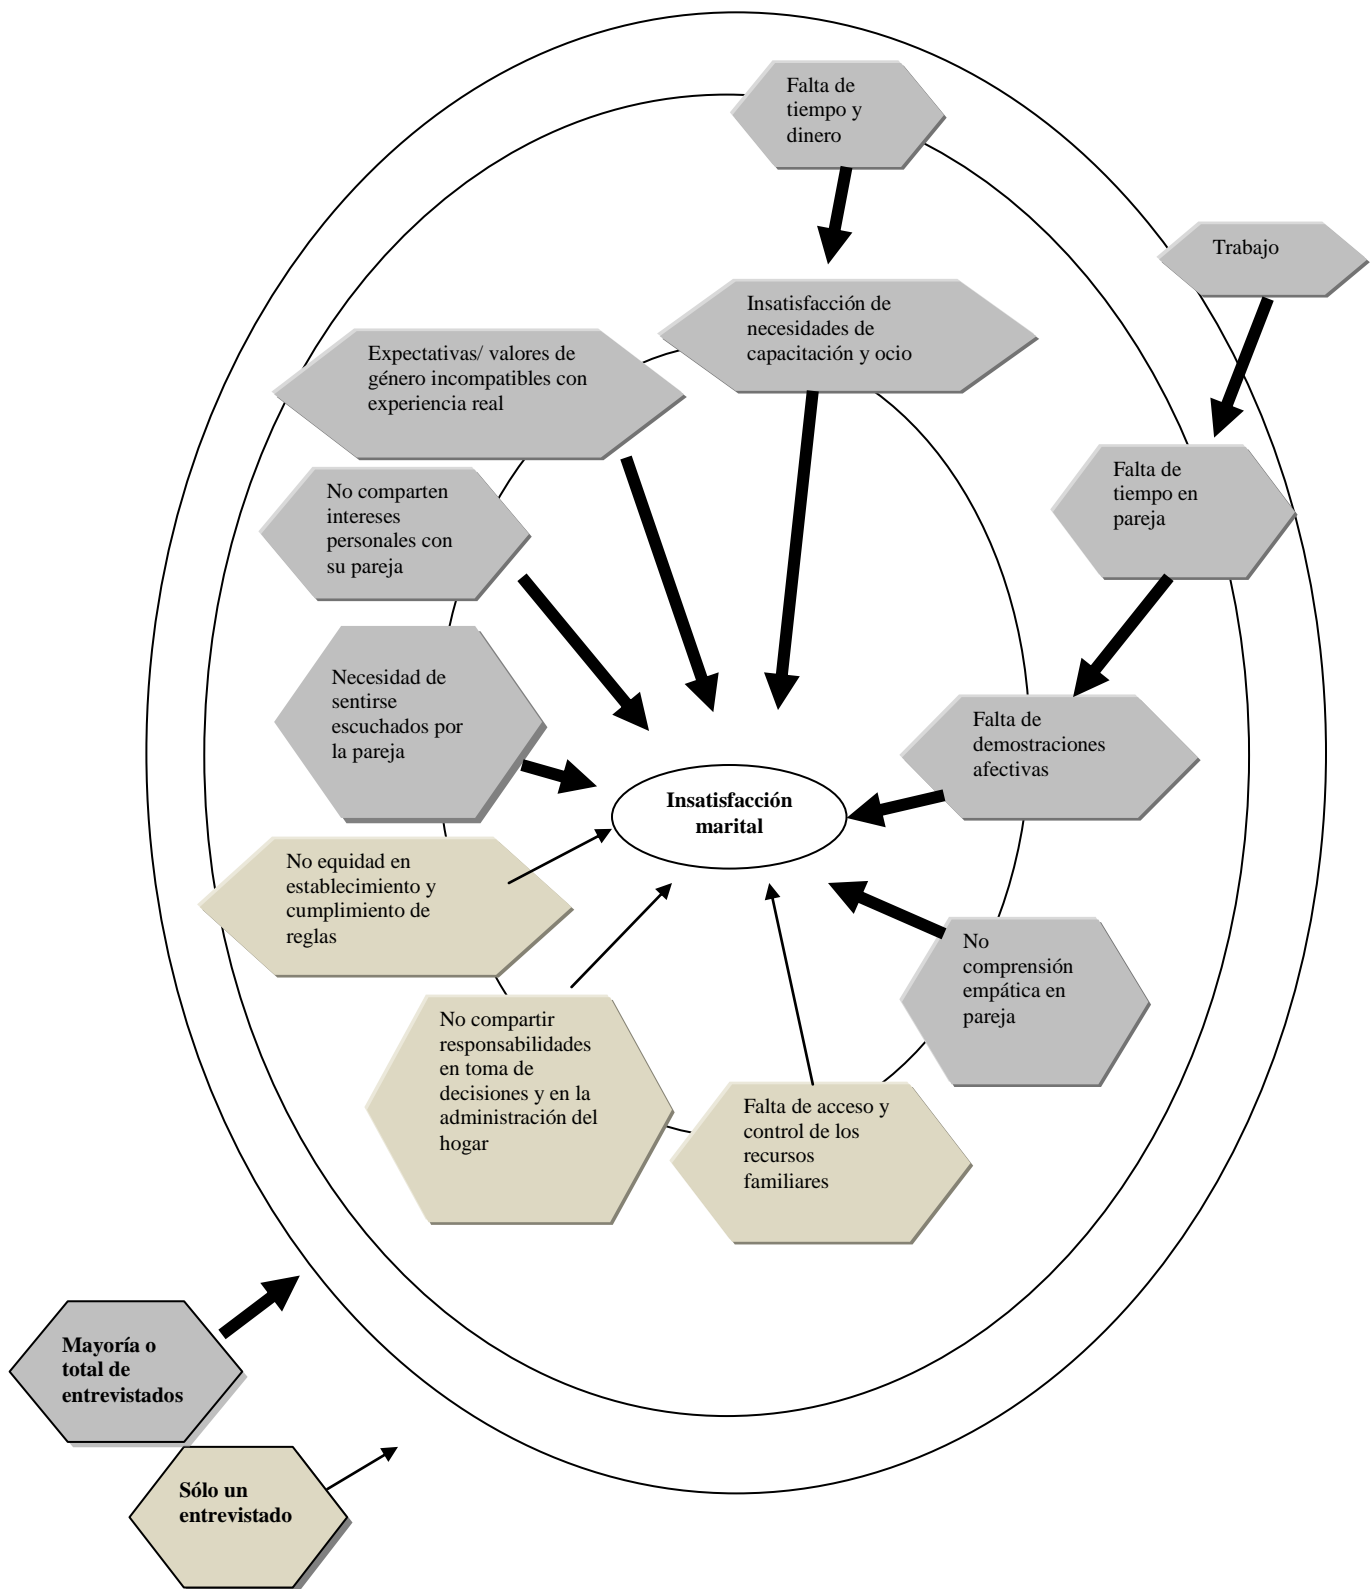 Falta de
tiempo y
dinero
Trabajo
Insatisfacción de
necesidades de
capacitación y ocio
Expectativas/ valores de
género incompatibles con
experiencia real
Falta de
tiempo en
pareja
No comparten
intereses
personales con
su pareja
Necesidad de
sentirse
escuchados por
la pareja
Falta de
demostraciones
afectivas
Insatisfacción
marital
No equidad en
establecimiento y
cumplimiento de
reglas
No
comprensión
empática en
pareja
No compartir
responsabilidades
en toma de
decisiones y en la
administración del
hogar
Falta de acceso y
control de los
recursos
familiares
Mayoría o
total de
entrevistados
Sólo un
entrevistado